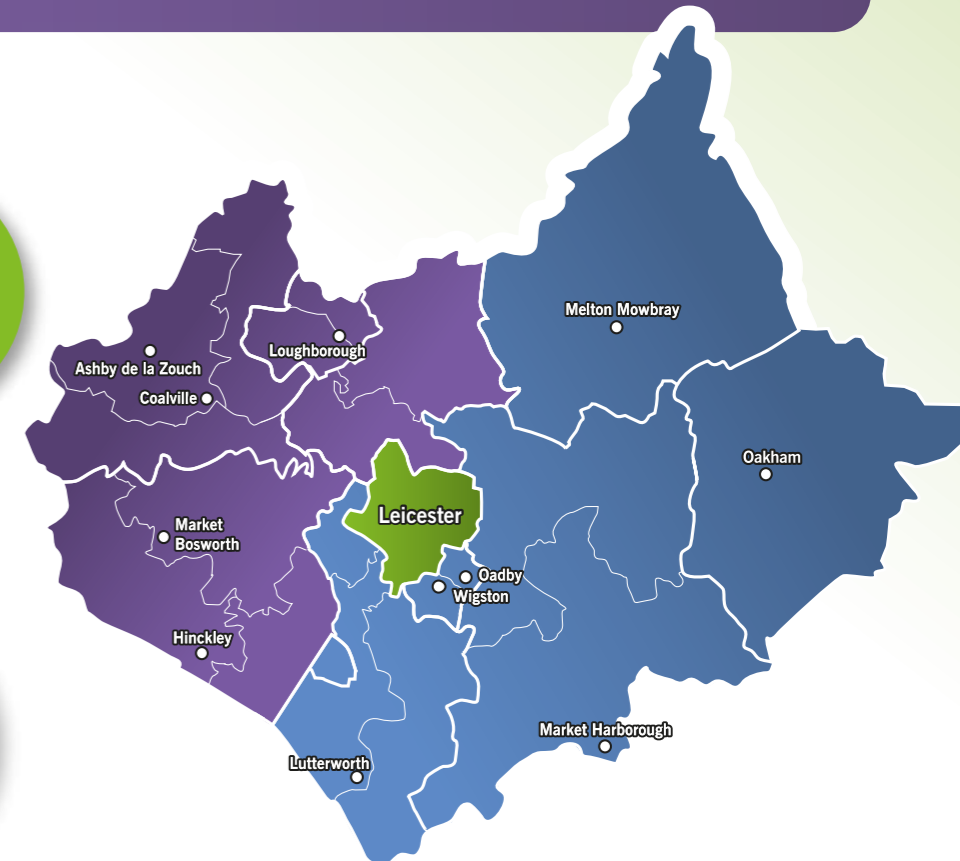 Melton Mowbray
Loughborough
Ashby de la Zouch
Coalville
Oakham
Leicester
Market
Bosworth
Oadby
Wigston
Hinckley
Market Harborough
Lutterworth